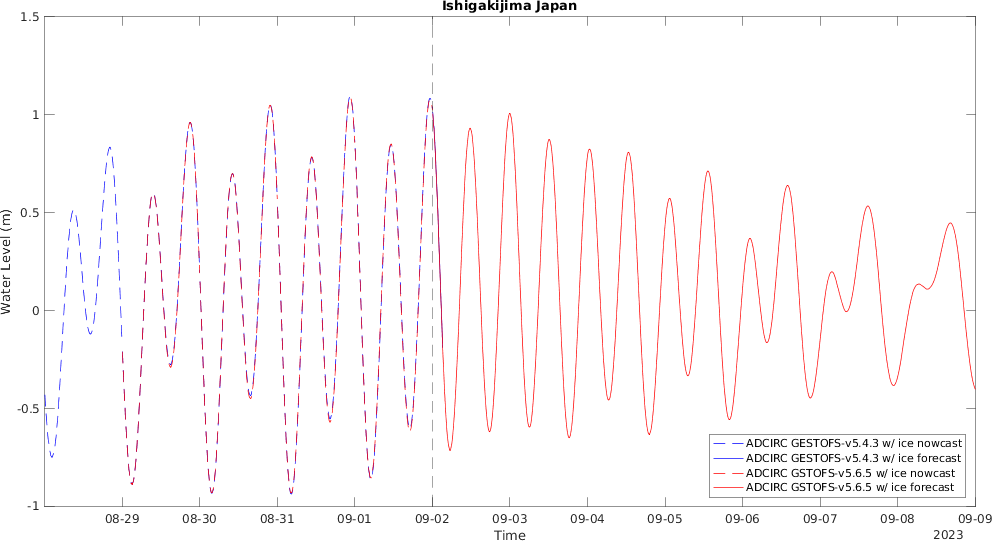 Ishigakijima Japan
1.5
1
0.5
0
-0.5
-1
Water Level (m)
08-29 08-30 08-31 09-01 09-02 09-03 09-04 09-05 09-06 09-07 09-08 09-09
Time
2023
ADCIRC GESTOFS-v5.4.3 w/ ice nowcast
ADCIRC GESTOFS-v5.4.3 w/ ice forecast
ADCIRC GSTOFS-v5.6.5 w/ ice nowcast
ADCIRC GSTOFS-v5.6.5 w/ ice forecast